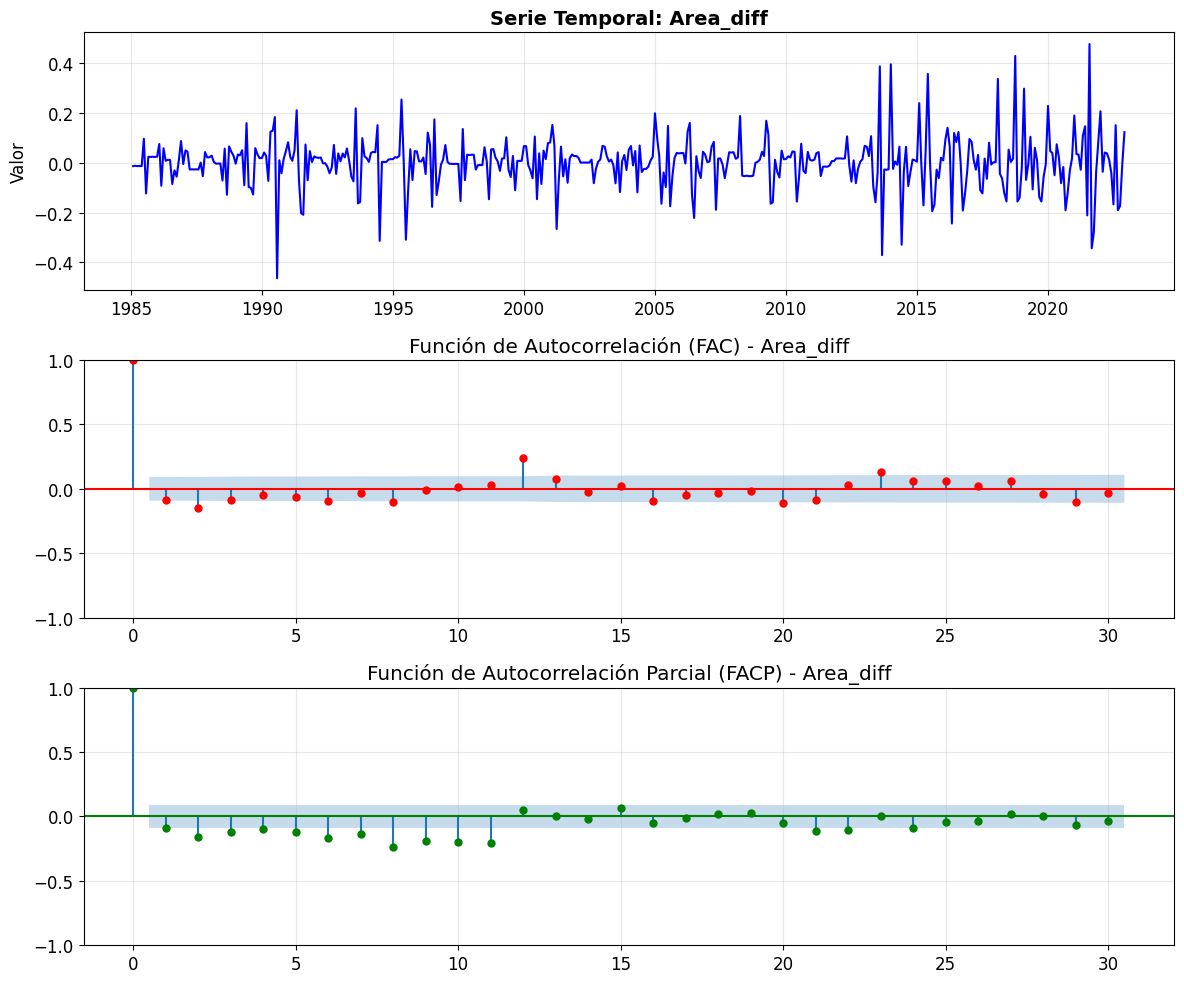 Serie Temporal: Area_diff
Valor
0.4
0.2
0.0
−0.2
−0.4
1985 1990 1995 2000 2005 2010 2015 2020
Función de Autocorrelación (FAC) - Area_diff
1.0
0.5
0.0
−0.5
−1.0
0 5 10 15 20 25 30
Función de Autocorrelación Parcial (FACP) - Area_diff
1.0
0.5
0.0
−0.5
−1.0
0 5 10 15 20 25 30